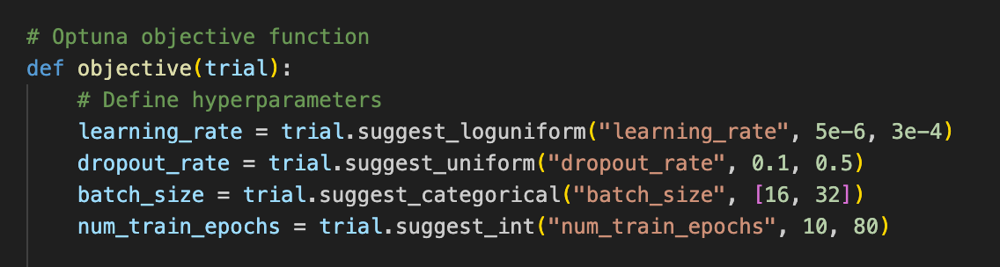 # Optuna objective function
def objective(trial):
    # Define hyperparameters
    learning_rate = trial.suggest_loguniform("learning_rate", 5e-6, 3e-4)
    dropout_rate = trial.suggest_uniform("dropout_rate", 0.1, 0.5)
    batch_size = trial.suggest_categorical("batch_size", [16, 32])
    num_train_epochs = trial.suggest_int("num_train_epochs", 10, 80)